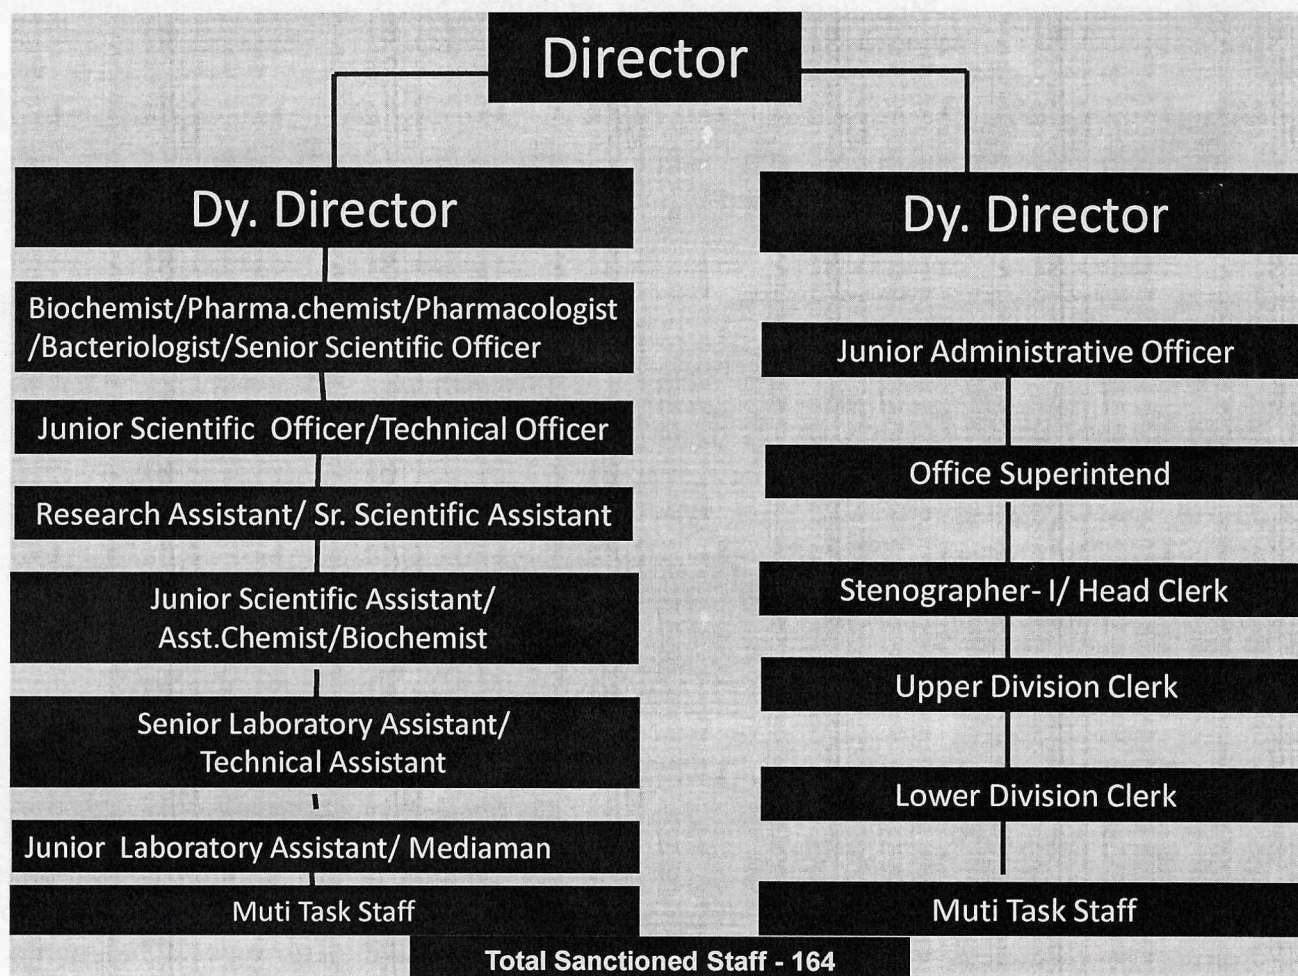 Director
Dy. Director
Biochemist/Pharma.chemist/Pharmacologist
/Bacteriologist/Senior Scientific Officer
Junior Scientific Officer/Technical Officer
Research Assistant/ Sr. Scientific Assistant
Junior Scientific Assistant/
Asst.Chemist/Biochemist
Senior Laboratory Assistant/
Technical Assistant
Junior Laboratory Assistant/ Mediaman
Muti Task Staff
Dy. Director
Junior Administrative Officer
Office Superintend
Stenographer- I/ Head Clerk
Upper Division Clerk
Lower Division Clerk
Muti Task Staff
Total Sanctioned Staff - 164